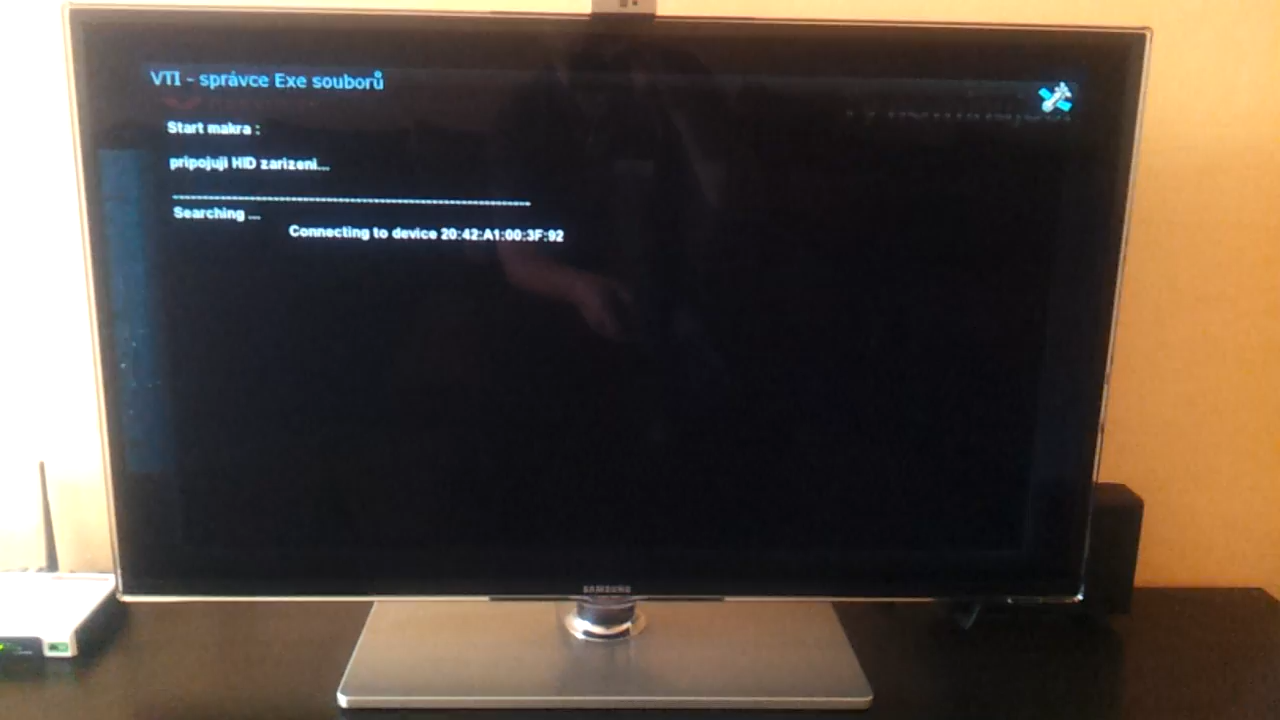 VTI - správce Exe souborů
Start makra :
pripojuji HID zarizeni...
------------------------------------------------------------
Searching ...
Connecting to device 20:42:A1:00:3F:92
SAMSUNG